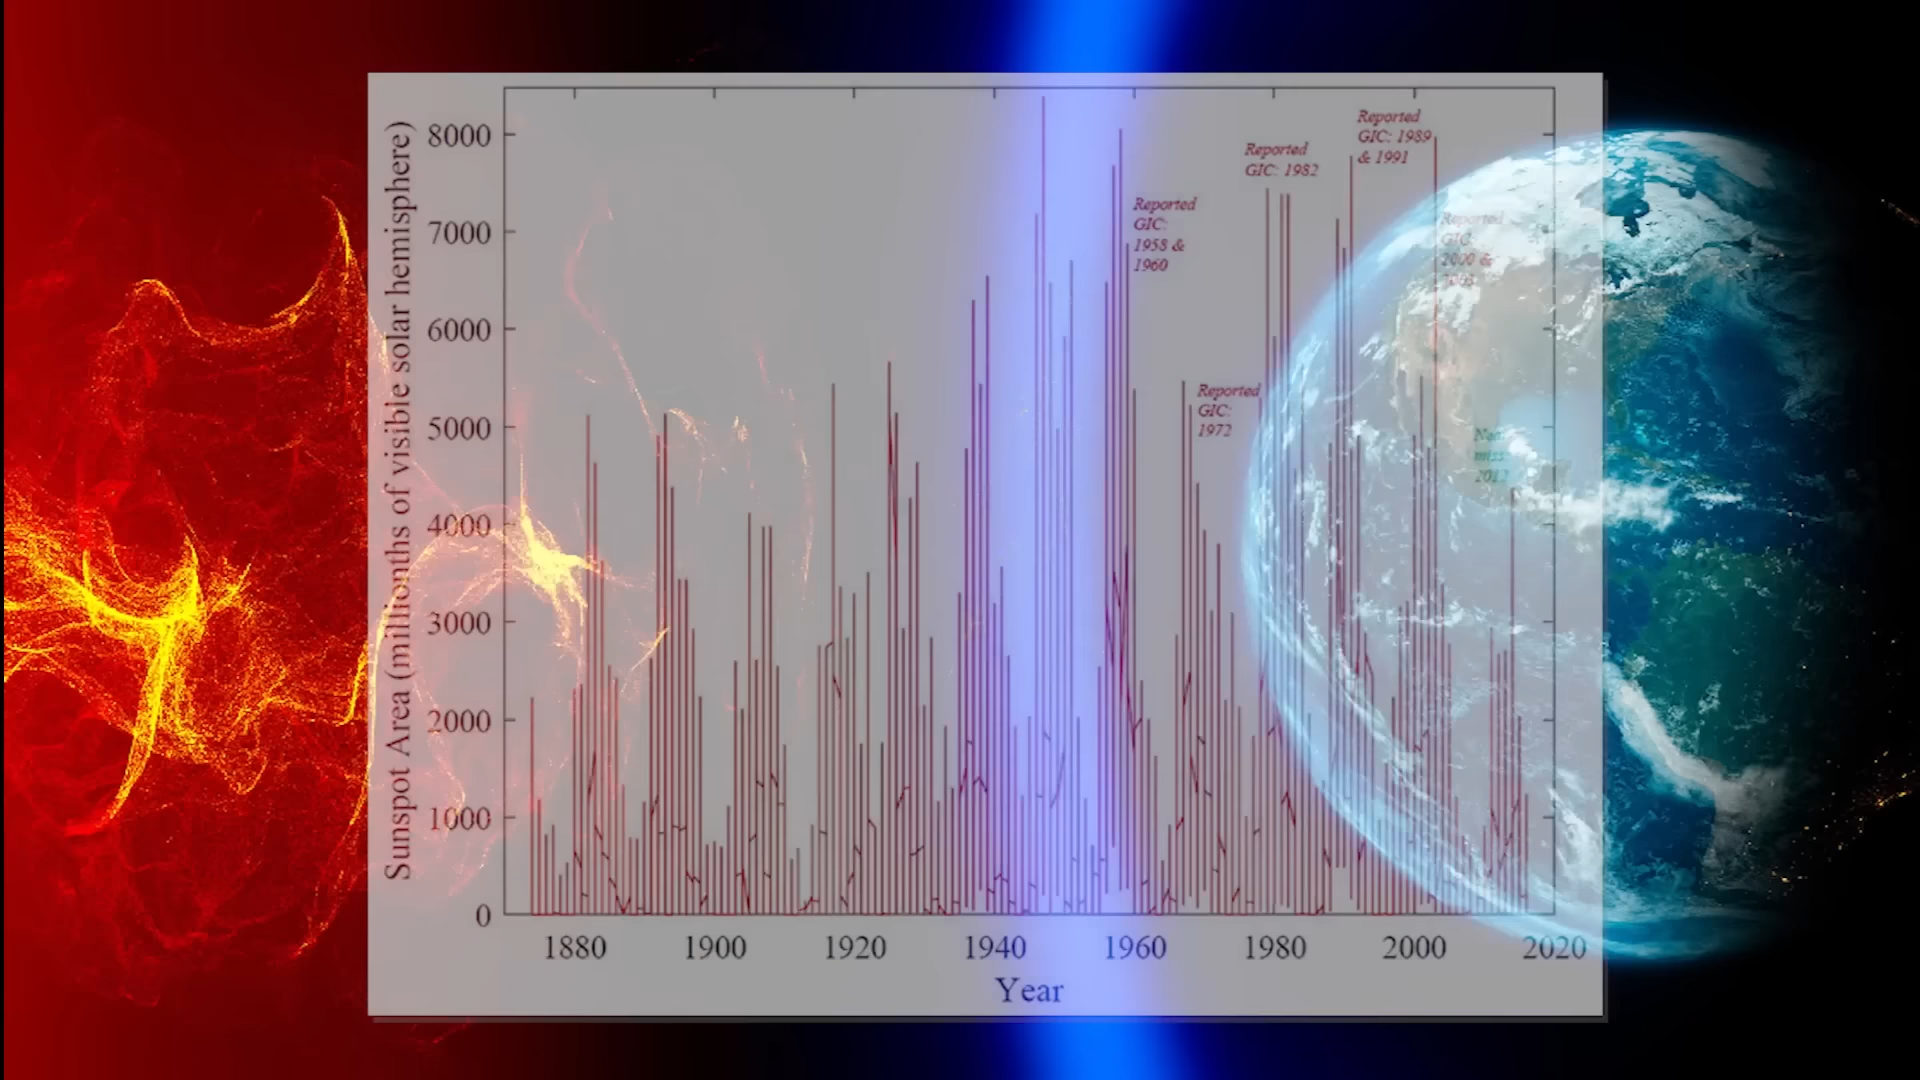 Sunspot Area (millionths of visible solar hemisphere)
8000
7000
6000
5000
4000
3000
2000
1000
0
Reported
GIC:
1958 &
1960
Reported
GIC:
1972
Reported
GIC: 1982
Reported
GIC: 1989
& 1991
Reported
GIC:
2000 &
2012
1880
1900
1920
1940
1960
1980
2000
2020
Year